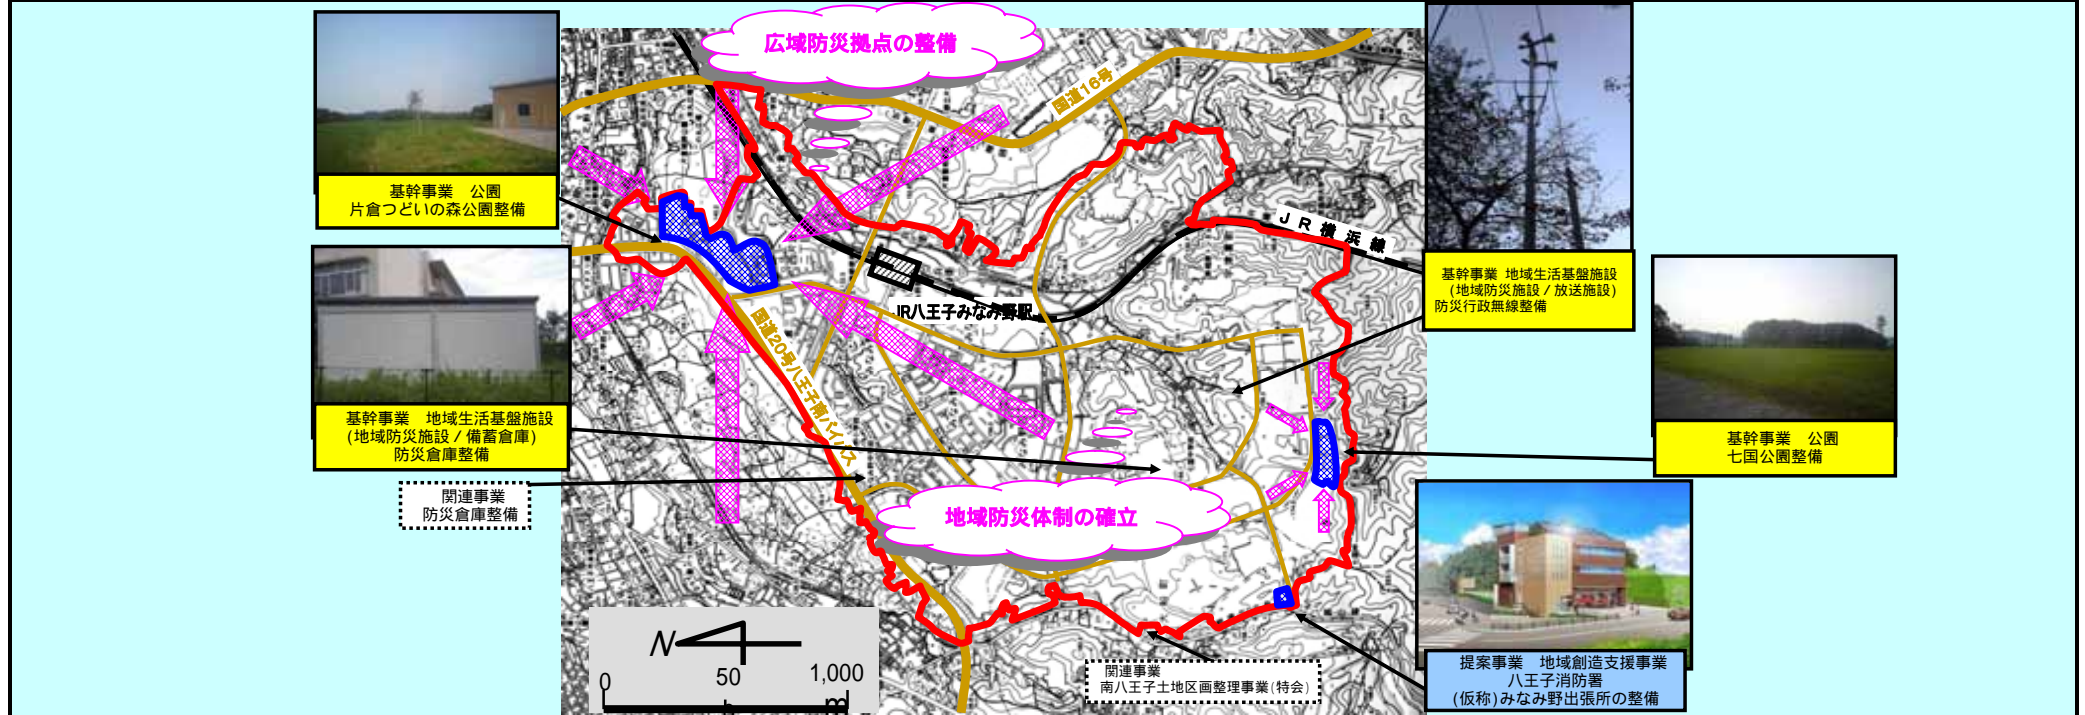 広域防災拠点の整備
国道16号
基幹事業　公園
片倉つどいの森公園整備
JR横浜線
基幹事業 地域生活基盤施設
(地域防災施設/放送施設)
防災行政無線整備
JR八王子みなみ野駅
国道20号八王子南バイパス
基幹事業　地域生活基盤施設
(地域防災施設/備蓄倉庫)
防災倉庫整備
基幹事業　公園
七国公園整備
関連事業
防災倉庫整備
地域防災体制の確立
N
0
50
1,000
m
関連事業
南八王子土地区画整理事業(特会)
提案事業　地域創造支援事業
八王子消防署
(仮称)みなみ野出張所の整備